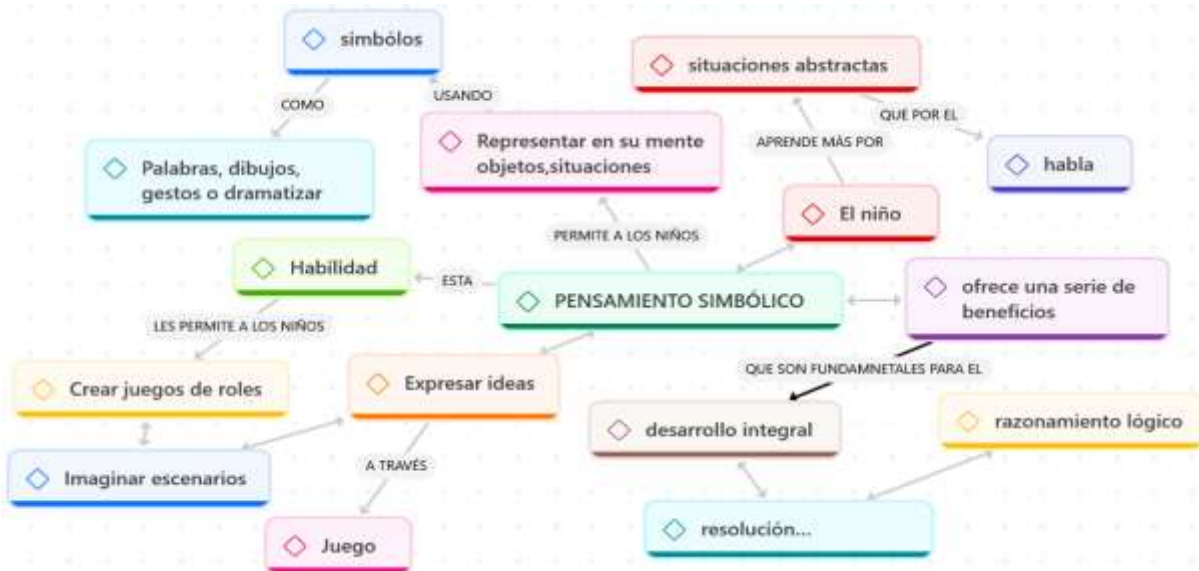 simbólos
situaciones abstractas
COMO
USANDO
QUE POR EL
Palabras, dibujos,
gestos o dramatizar
Representar en su mente
objetos,situaciones
APRENDE MÁS POR
habla
El niño
PERMITE A LOS NIÑOS
Habilidad
ESTA
PENSAMIENTO SIMBÓLICO
ofrece una serie de
beneficios
LES PERMITE A LOS NIÑOS
QUE SON FUNDAMNETALES PARA EL
Crear juegos de roles
Expresar ideas
desarrollo integral
razonamiento lógico
Imaginar escenarios
A TRAVÉS
resolución...
Juego